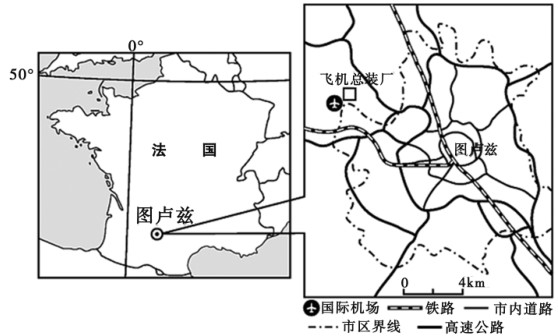 0°
50°
法 国
图卢兹
飞机总装厂
图卢兹
0 4km
国际机场 铁路 市内道路
市区界线 高速公路